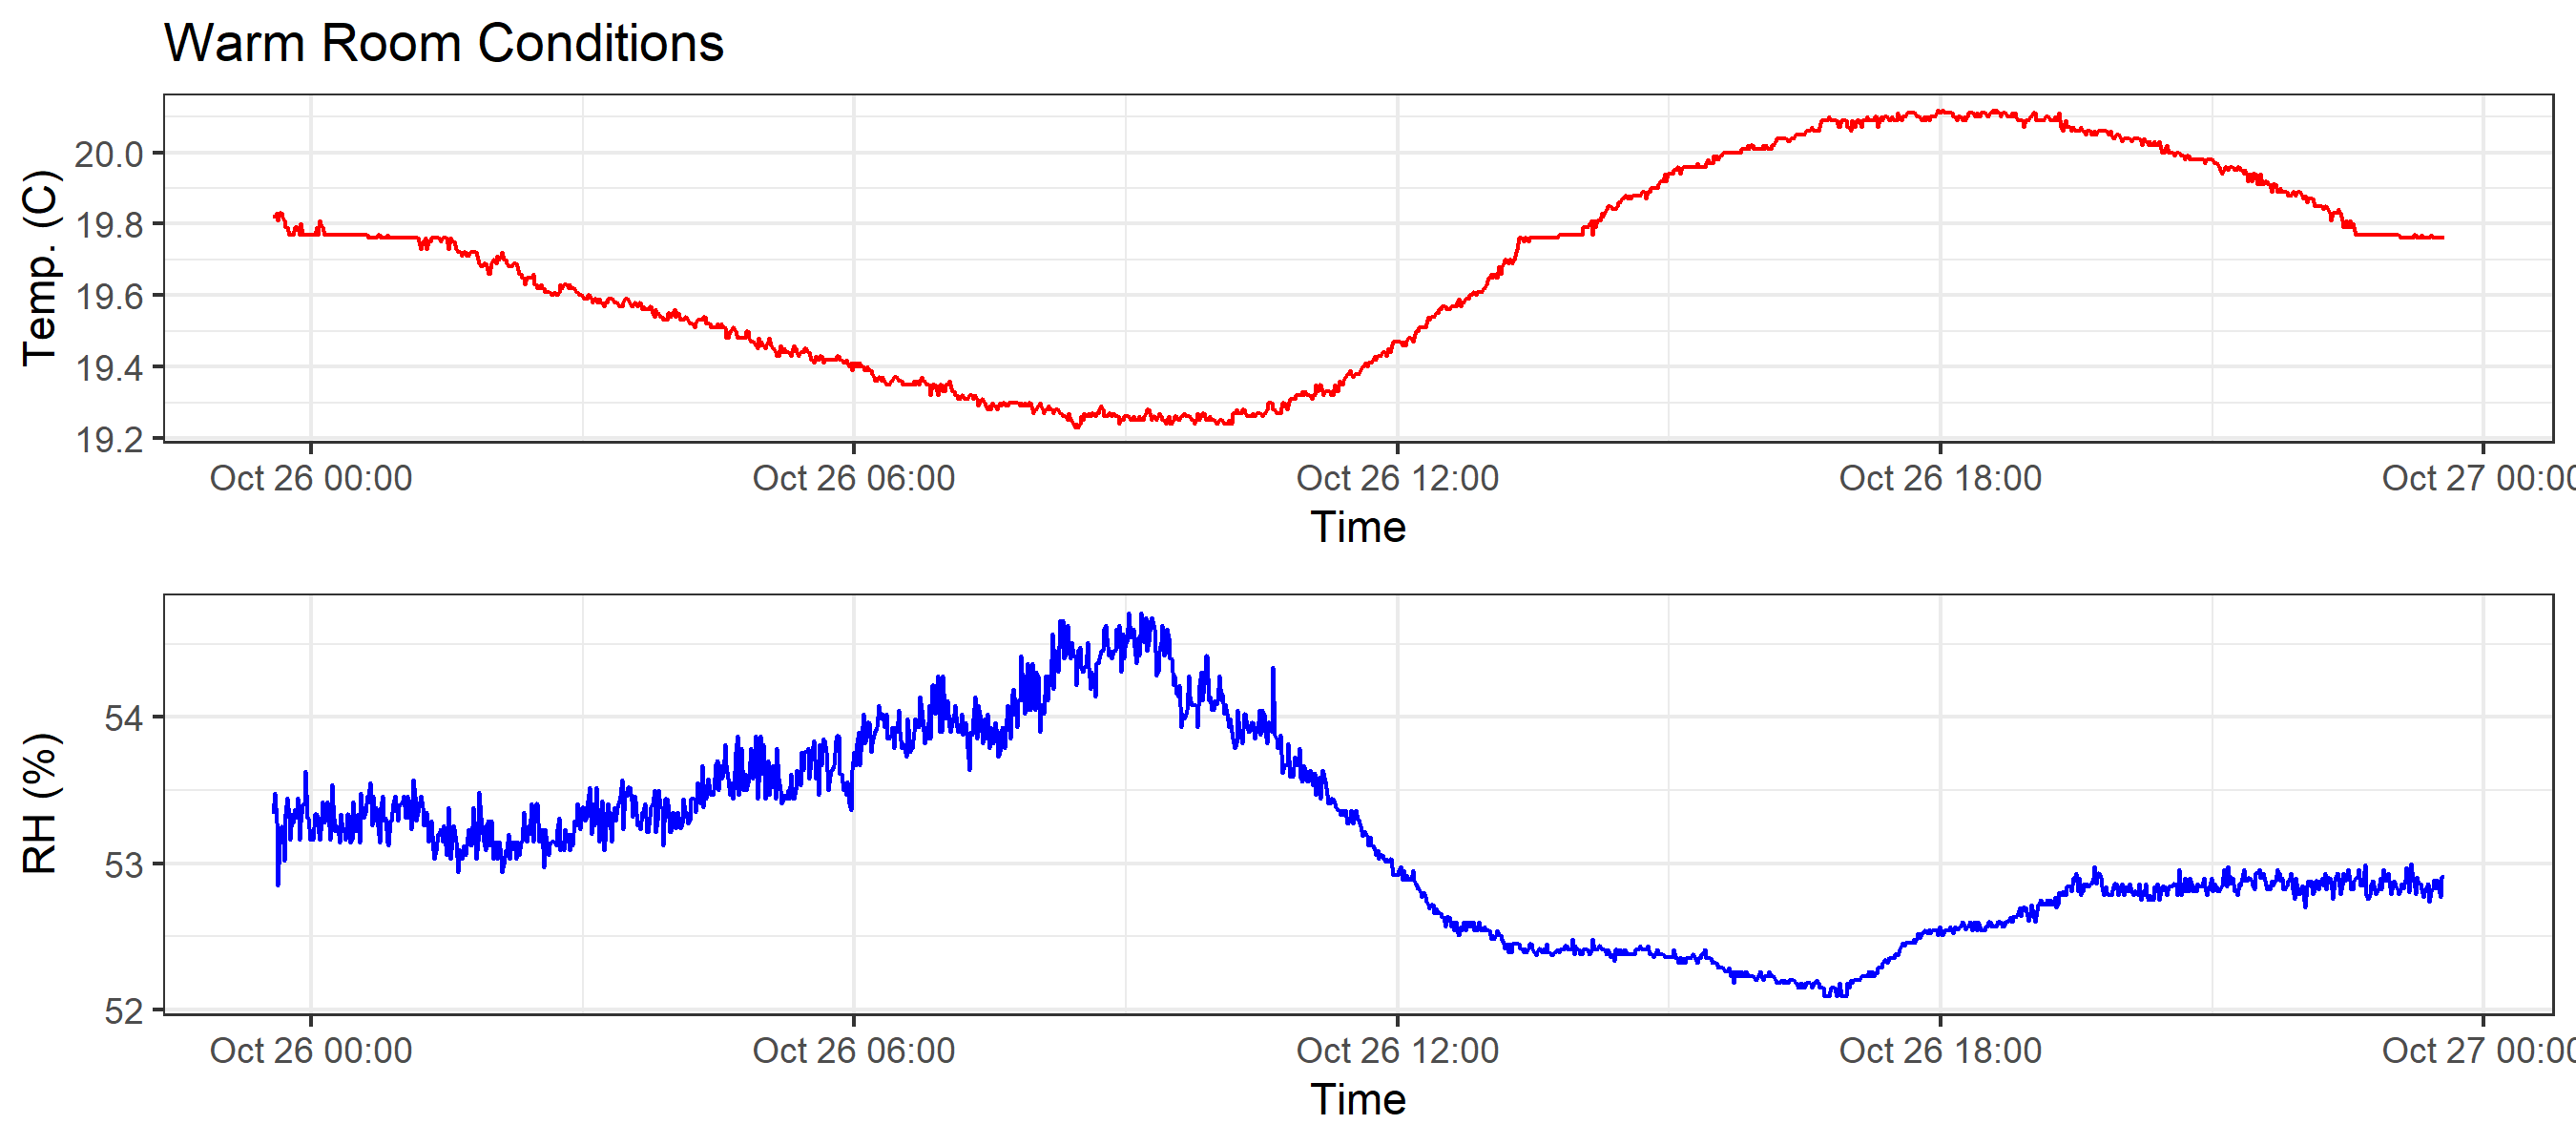 Warm Room Conditions
Temp. (C)
20.0
19.8
19.6
19.4
19.2
Oct 26 00:00 Oct 26 06:00 Oct 26 12:00 Oct 26 18:00 Oct 27 00:00
Time
RH (%)
54
53
52
Oct 26 00:00 Oct 26 06:00 Oct 26 12:00 Oct 26 18:00 Oct 27 00:00
Time